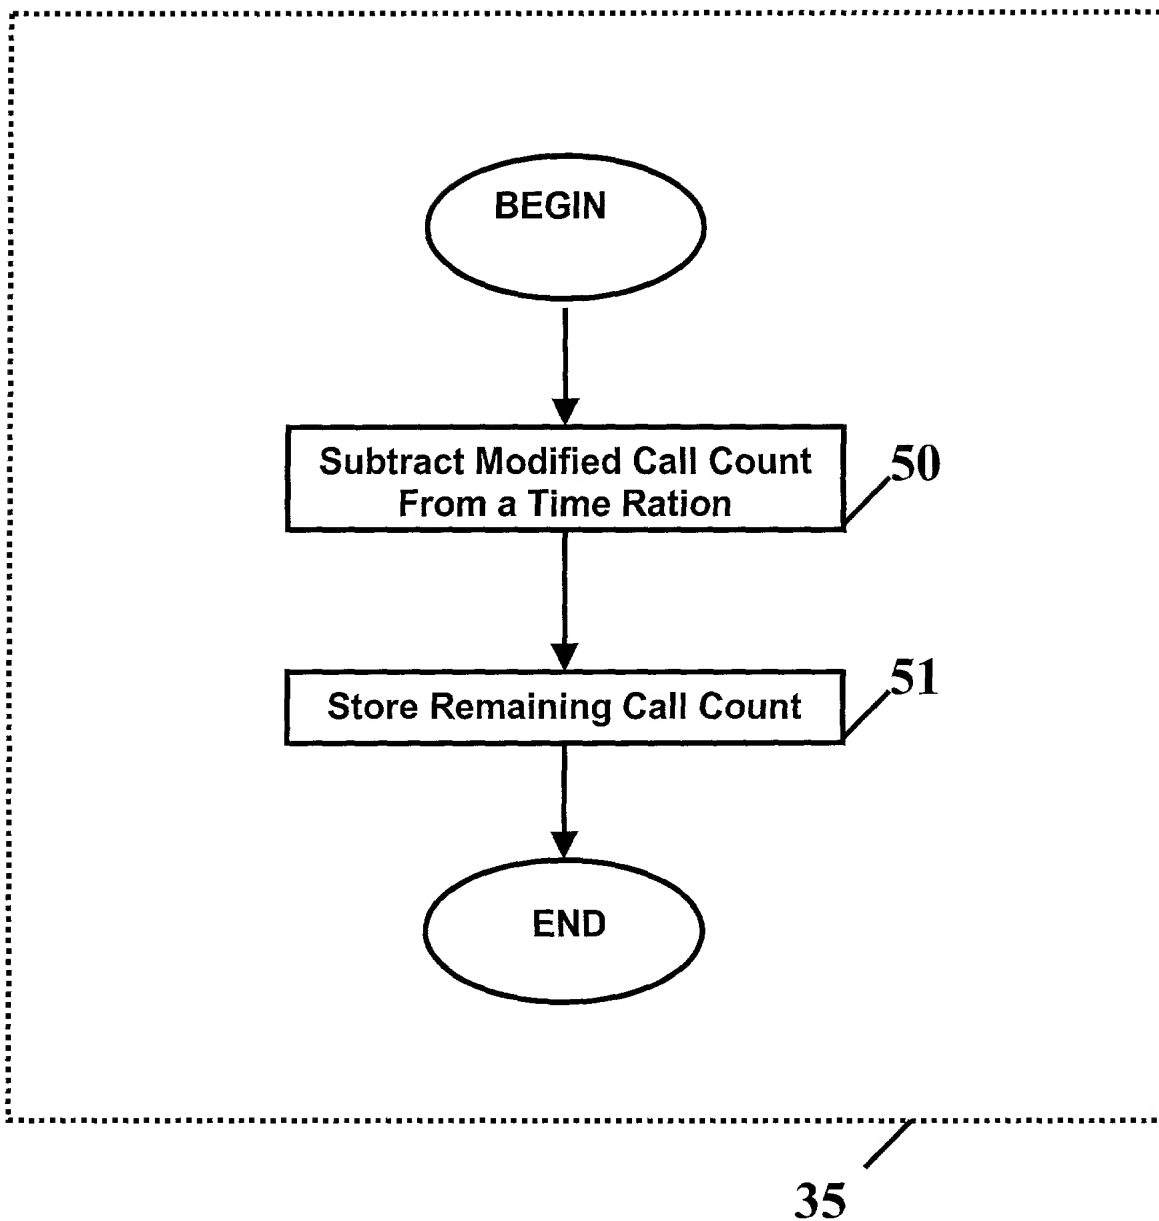 BEGIN
Subtract Modified Call Count
From a Time Ration
50
Store Remaining Call Count
51
END
35